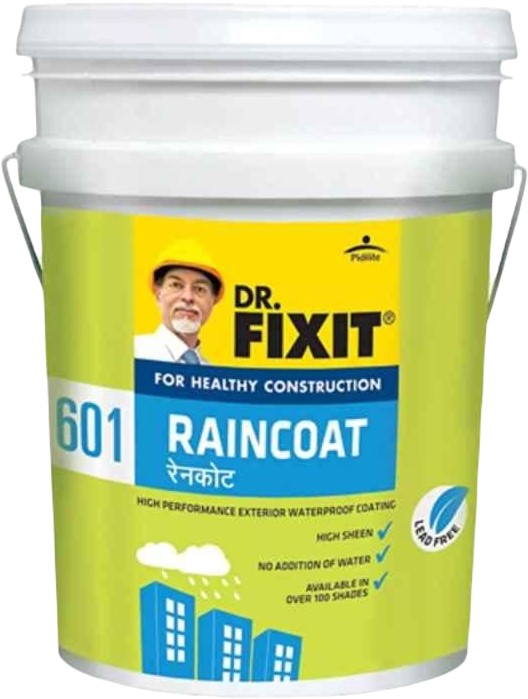 Pidilite
DR.
FIXIT®
FOR HEALTHY CONSTRUCTION
601
RAINCOAT
रेनकोट
HIGH PERFORMANCE EXTERIOR WATERPROOF COATING
HIGH SHEEN
NO ADDITION OF WATER
AVAILABLE IN
OVER 100 SHADES
LEAD FREE